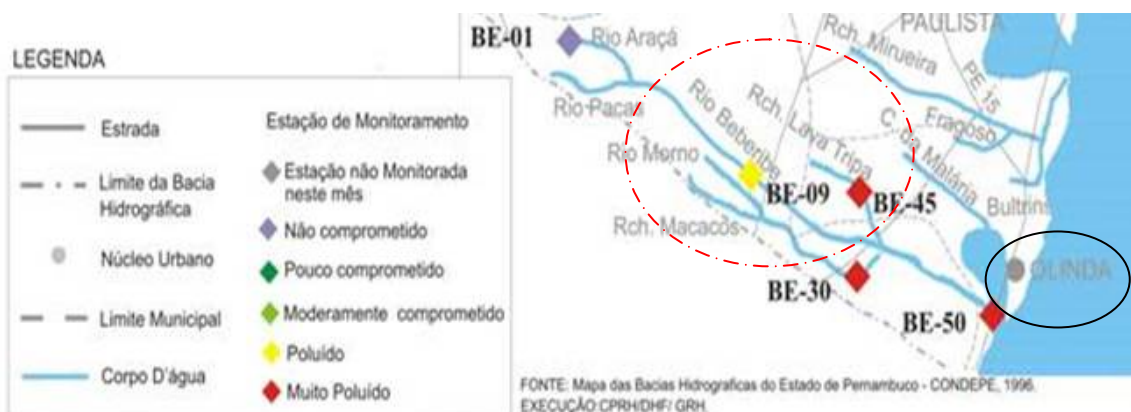 LEGENDA
Estrada
Limite da Bacia
Hidrográfica
Núcleo Urbano
Limite Municipal
Corpo D'água
Estação de Monitoramento
Estação não Monitorada
neste mês
Não comprometido
Pouco comprometido
Moderamente comprometido
Poluído
Muito Poluído
BE-01
Rio Araçá
PAULISTA
Rch. Mirueira
PE 15
Rio Pacas
Rio Beberibe
Rch. Lava Tripa
Fragoso
C. da Malária
Rio Morno
BE-09
BE-45
Bultrins
Rch. Macacos
OLINDA
BE-30
BE-50
FONTE: Mapa das Bacias Hidrograficas do Estado de Pernambuco - CONDEPE, 1996.
EXECUÇÃO:CPRH/DHF/ GRH.